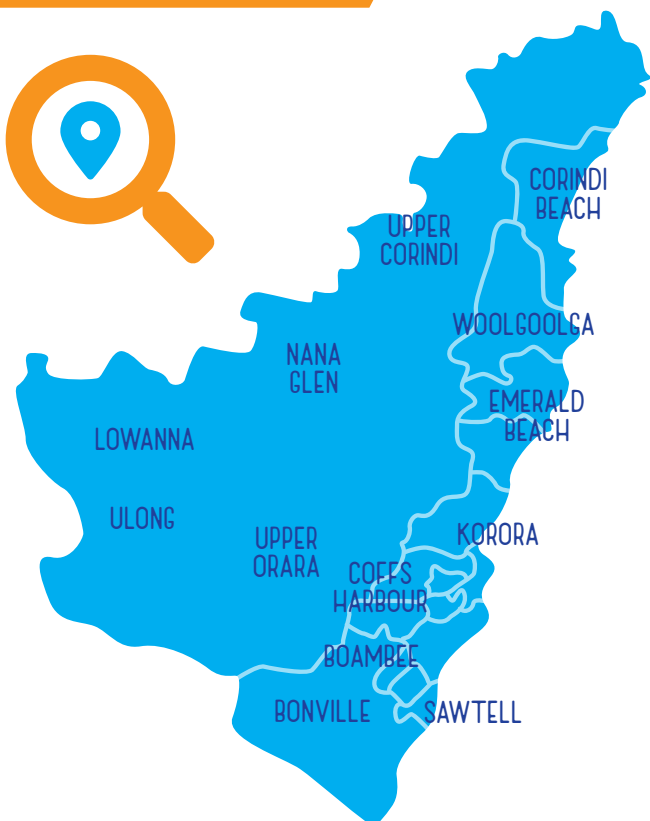 CORINDI
BEACH
UPPER
CORINDI
WOOLGOOLGA
NANA
GLEN
EMERALD
BEACH
LOWANNA
ULONG
UPPER
ORARA
KORORA
COFFS
HARBOUR
BOAMBEE
BONVILLE
SAWTELL